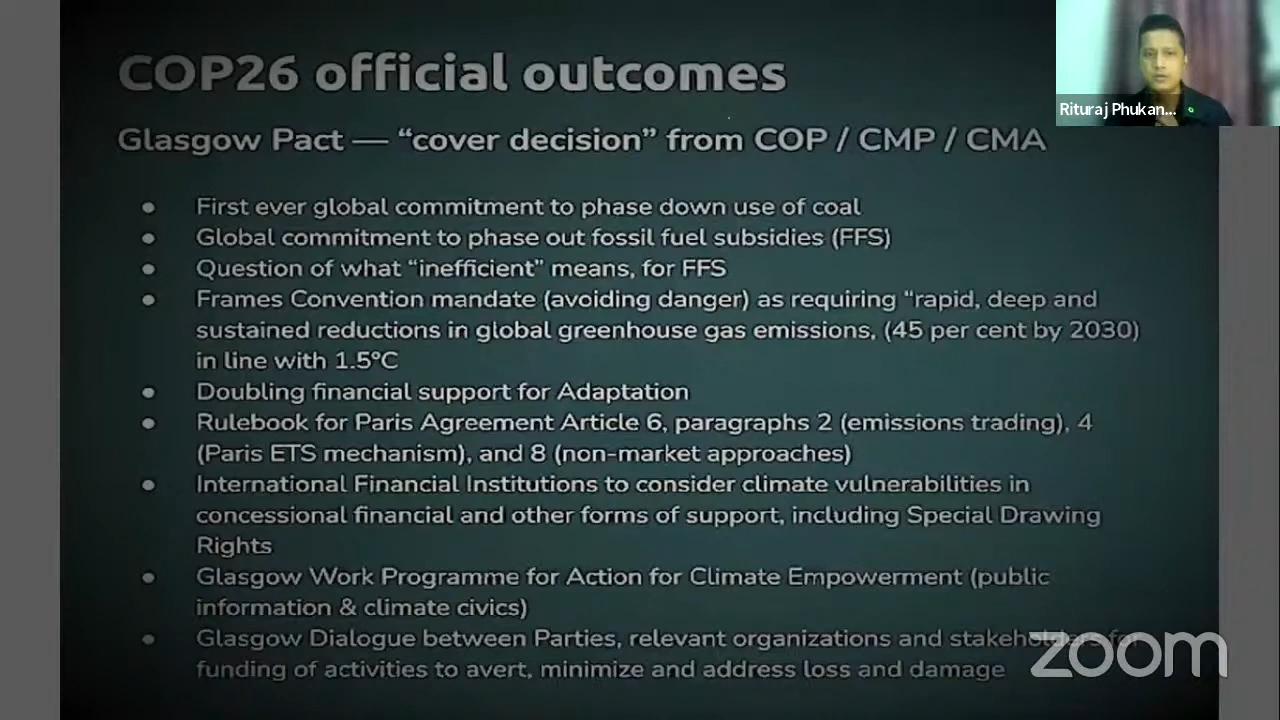 COP26 official outcomes
Rituraj Phukan...
Glasgow Pact — “cover decision” from COP / CMP / CMA
● First ever global commitment to phase down use of coal
● Global commitment to phase out fossil fuel subsidies (FFS)
● Question of what “inefficient” means, for FFS
● Frames Convention mandate (avoiding danger) as requiring “rapid, deep and
sustained reductions in global greenhouse gas emissions, (45 per cent by 2030)
in line with 1.5°C
● Doubling financial support for Adaptation
● Rulebook for Paris Agreement Article 6, paragraphs 2 (emissions trading), 4
(Paris ETS mechanism), and 8 (non-market approaches)
● International Financial Institutions to consider climate vulnerabilities in
concessional financial and other forms of support, including Special Drawing
Rights
● Glasgow Work Programme for Action for Climate Empowerment (public
information & climate civics)
● Glasgow Dialogue between Parties, relevant organizations and stakeholders for
funding of activities to avert, minimize and address loss and damage
zoom